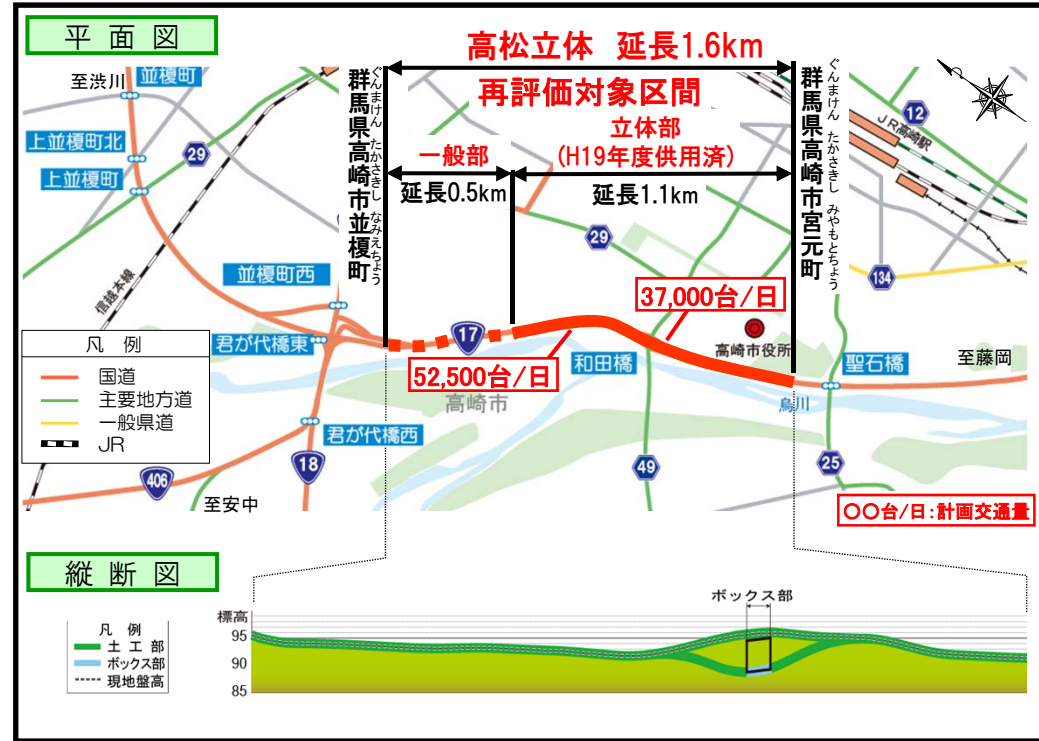 平面図
高松立体 延長1.6km
再評価対象区間
立体部
(H19年度供用済)
一般部
延長0.5km
延長1.1km
群馬県高崎市並榎町
ぐんまけん たかさきし なみえちょう
群馬県高崎市宮元町
ぐんまけん たかさきし みやもとちょう
至渋川
並榎町
上並榎町北
29
上並榎町
信越本線
並榎町西
君が代橋東
君が代橋西
17
18
406
至安中
52,500台/日
37,000台/日
高崎市
和田橋
29
49
高崎市役所
烏川
聖石橋
至藤岡
25
134
12
JR高崎駅
凡例
国道
主要地方道
一般県道
JR
〇〇台/日:計画交通量
縦断図
凡例
土工部
ボックス部
現地盤高
標高
95
90
85
ボックス部